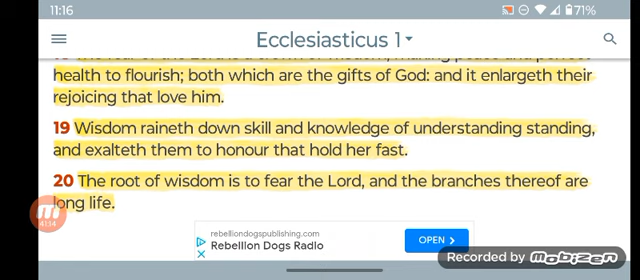 11:16
71%
Ecclesiasticus 1
health to flourish; both which are the gifts of God: and it enlargeth their
rejoicing that love him.
19 Wisdom raineth down skill and knowledge of understanding standing,
and exalteth them to honour that hold her fast.
20 The root of wisdom is to fear the Lord, and the branches thereof are
long life.
41:54
rebelliondogspublishing.com
Rebellion Dogs Radio
OPEN
Recorded by mobizen